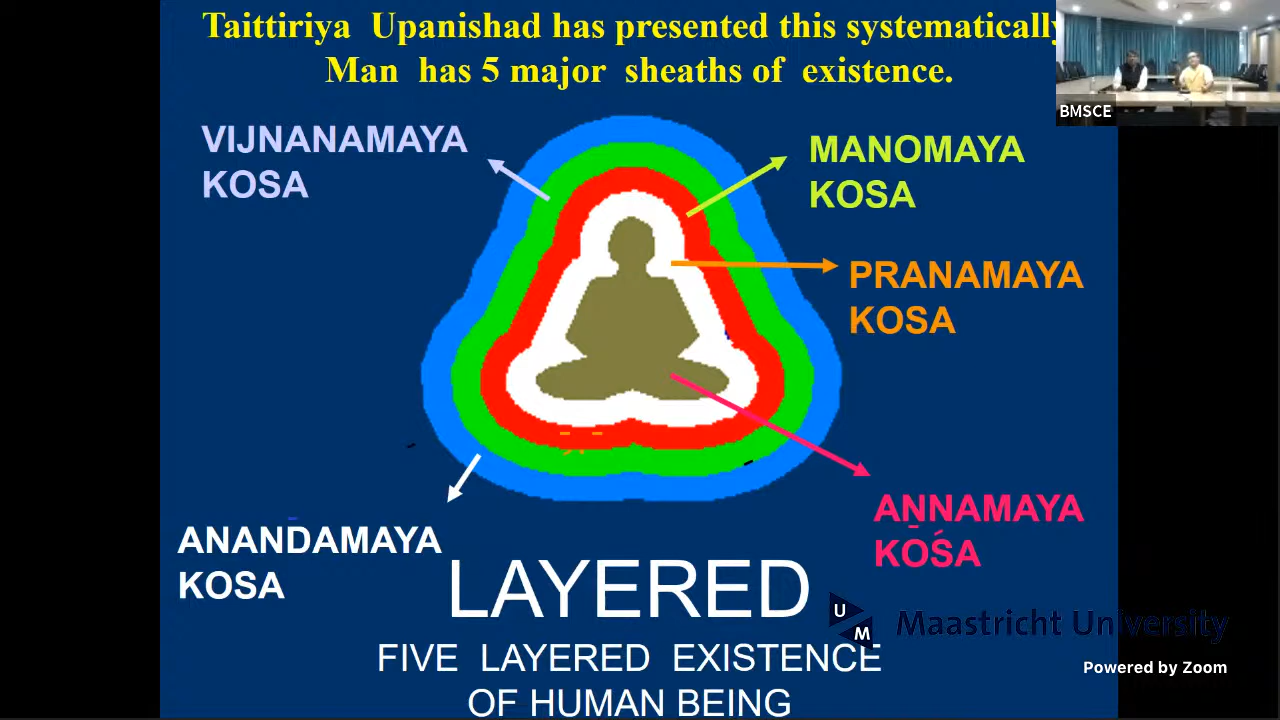 Taittiriya Upanishad has presented this systematically
Man has 5 major sheaths of existence.
BMSCE
VIJNANAMAYA
KOSA
MANOMAYA
KOSA
PRANAMAYA
KOSA
ANNAMAYA
KOŚA
ANANDAMAYA
KOSA
LAYERED
FIVE LAYERED EXISTENCE
OF HUMAN BEING
UM Maastricht University
Powered by Zoom